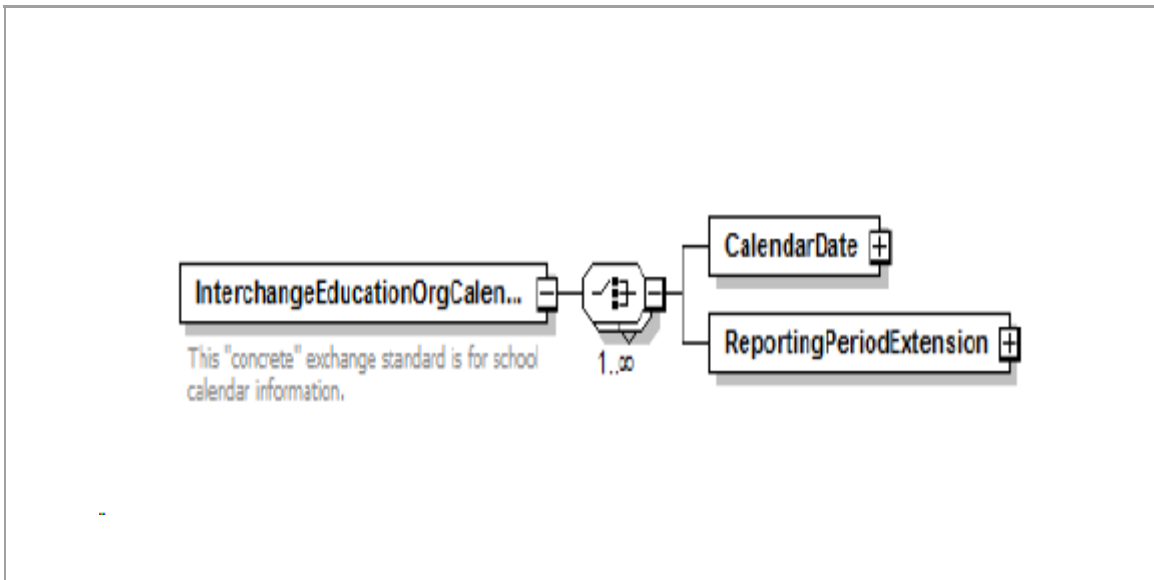 CalendarDate
InterchangeEducationOrgCalen...
This "concrete" exchange standard is for school
calendar information.
1..∞
ReportingPeriodExtension